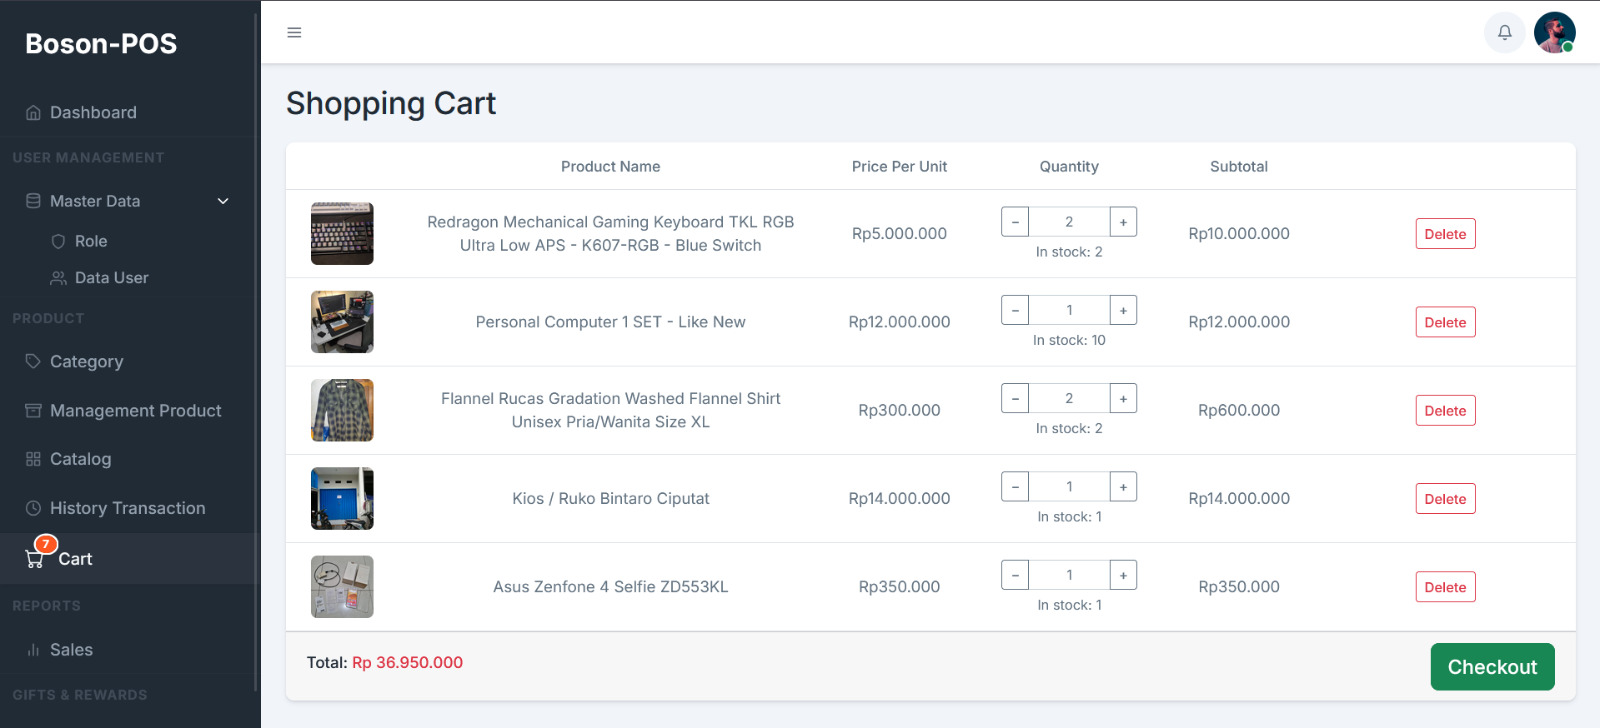 Boson-POS
Dashboard
USER MANAGEMENT
Master Data
Role
Data User
PRODUCT
Category
Management Product
Catalog
History Transaction
7
Cart
REPORTS
Sales
GIFTS & REWARDS
Shopping Cart
Product Name Price Per Unit Quantity Subtotal
Redragon Mechanical Gaming Keyboard TKL RGB
Ultra Low APS - K607-RGB - Blue Switch
Rp5.000.000
− 2 +
In stock: 2
Rp10.000.000
Delete
Personal Computer 1 SET - Like New
Rp12.000.000
− 1 +
In stock: 10
Rp12.000.000
Delete
Flannel Rucas Gradation Washed Flannel Shirt
Unisex Pria/Wanita Size XL
Rp300.000
− 2 +
In stock: 2
Rp600.000
Delete
Kios / Ruko Bintaro Ciputat
Rp14.000.000
− 1 +
In stock: 1
Rp14.000.000
Delete
Asus Zenfone 4 Selfie ZD553KL
Rp350.000
− 1 +
In stock: 1
Rp350.000
Delete
Total: Rp 36.950.000
Checkout